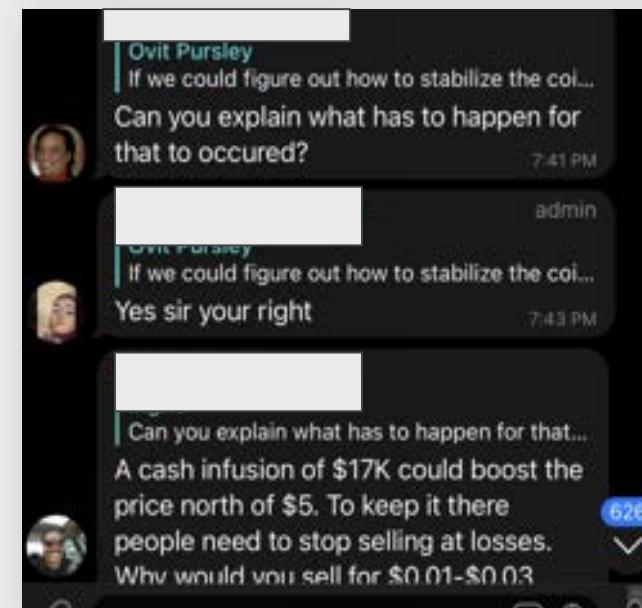 Ovit Pursley
If we could figure out how to stabilize the coi...
Can you explain what has to happen for
that to occured?
7:41 PM
admin
Ovit Pursley
If we could figure out how to stabilize the coi...
Yes sir your right
7:43 PM
Can you explain what has to happen for that...
A cash infusion of $17K could boost the
price north of $5. To keep it there
people need to stop selling at losses.
626
Why would you sell for $0.01-$0.03